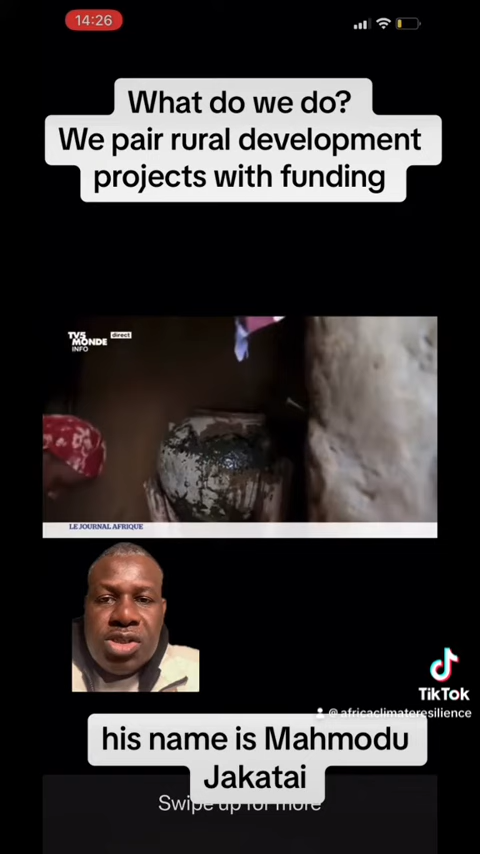 14:26
What do we do?
We pair rural development
projects with funding
TV5
MONDE
INFO
direct
LE JOURNAL AFRIQUE
TikTok
@africaclimateresilience
his name is Mahmodu
Jakatai
Swipe up for more